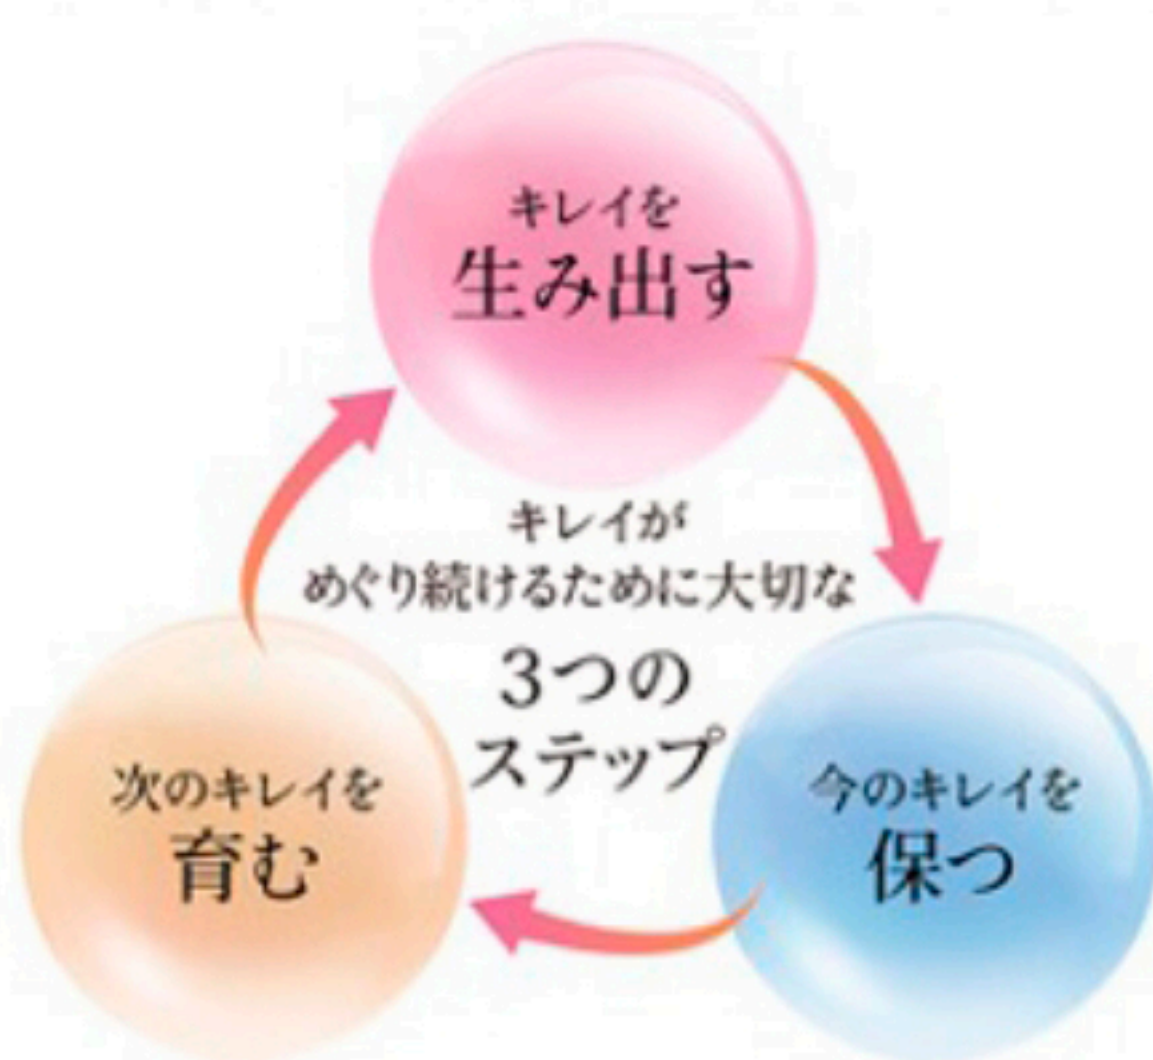 キレイを
生み出す
キレイが
めぐり続けるために大切な
3つの
ステップ
今のキレイを
保つ
次のキレイを
育む